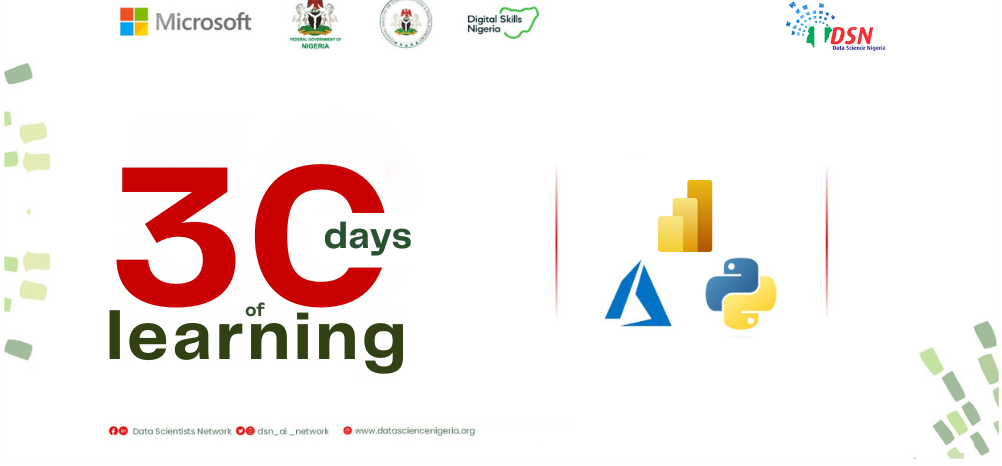 Microsoft
FEDERAL GOVERNMENT OF
NIGERIA
Digital Skills
Nigeria
DSN
Data Science Nigeria
30
days
of
learning
Data Scientists Network
dsn_ai _network
www.datasciencenigeria.org